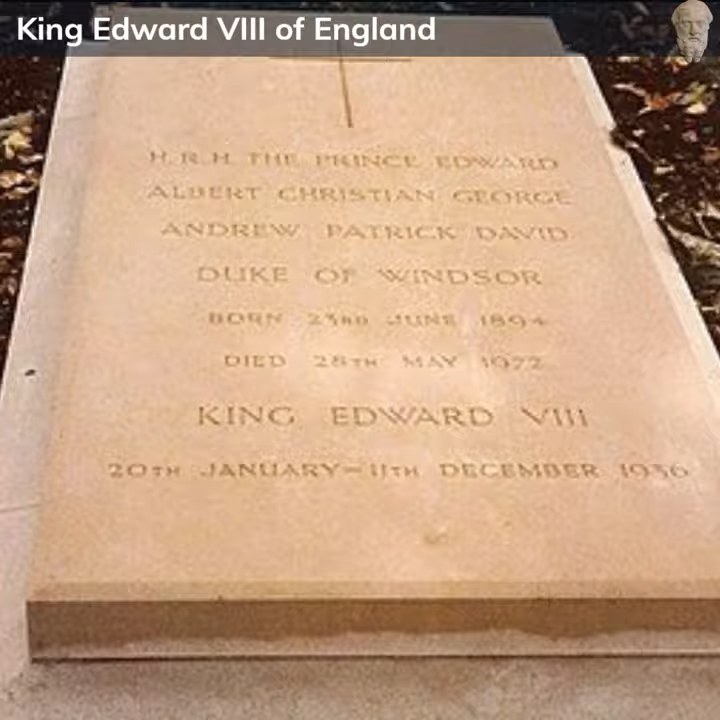 King Edward VIII of England
H. R. H. THE PRINCE EDWARD
ALBERT CHRISTIAN GEORGE
ANDREW PATRICK DAVID
DUKE OF WINDSOR
BORN 23RD JUNE 1894
DIED 28TH MAY 1972
KING EDWARD VIII
20TH JANUARY–11TH DECEMBER 1936